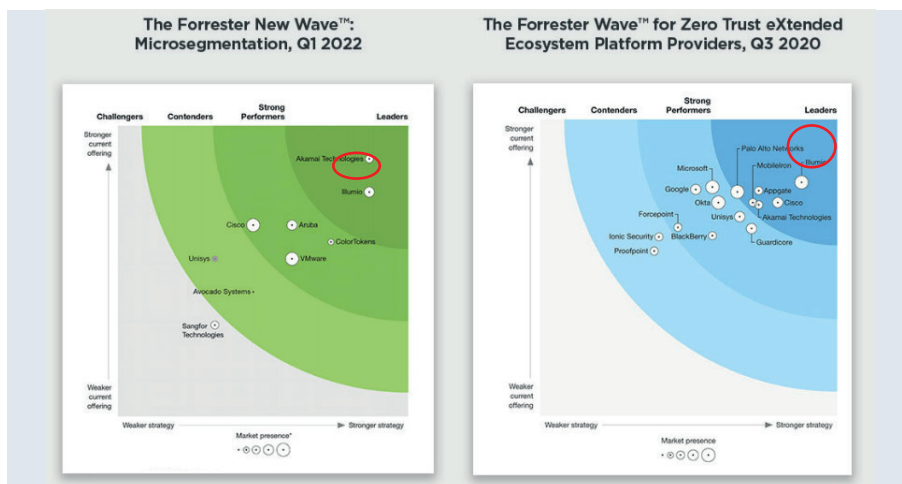 The Forrester New Wave™:
Microsegmentation, Q1 2022
Challengers
Contenders
Strong
Performers
Leaders
Stronger
current
offering
Akamai Technologies
Illumio
Cisco
Aruba
ColorTokens
Unisys
VMware
Avocado Systems
Sangfor
Technologies
Weaker
current
offering
Weaker strategy
Stronger strategy
Market presence*
The Forrester Wave™ for Zero Trust eXtended
Ecosystem Platform Providers, Q3 2020
Challengers
Contenders
Strong
Performers
Leaders
Stronger
current
offering
Palo Alto Networks
Illumio
MobileIron
Microsoft
Google
Appgate
Okta
Cisco
Forcepoint
Unisys
Akamai Technologies
Ionic Security
BlackBerry
Guardicore
Proofpoint
Weaker
current
offering
Weaker strategy
Stronger strategy
Market presence